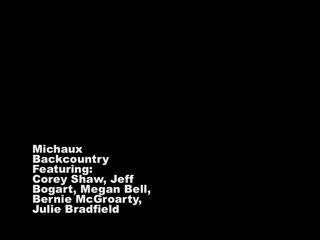 Michaux
Backcountry
Featuring:
Corey Shaw, Jeff
Bogart, Megan Bell,
Bernie McGroarty,
Julie Bradfield